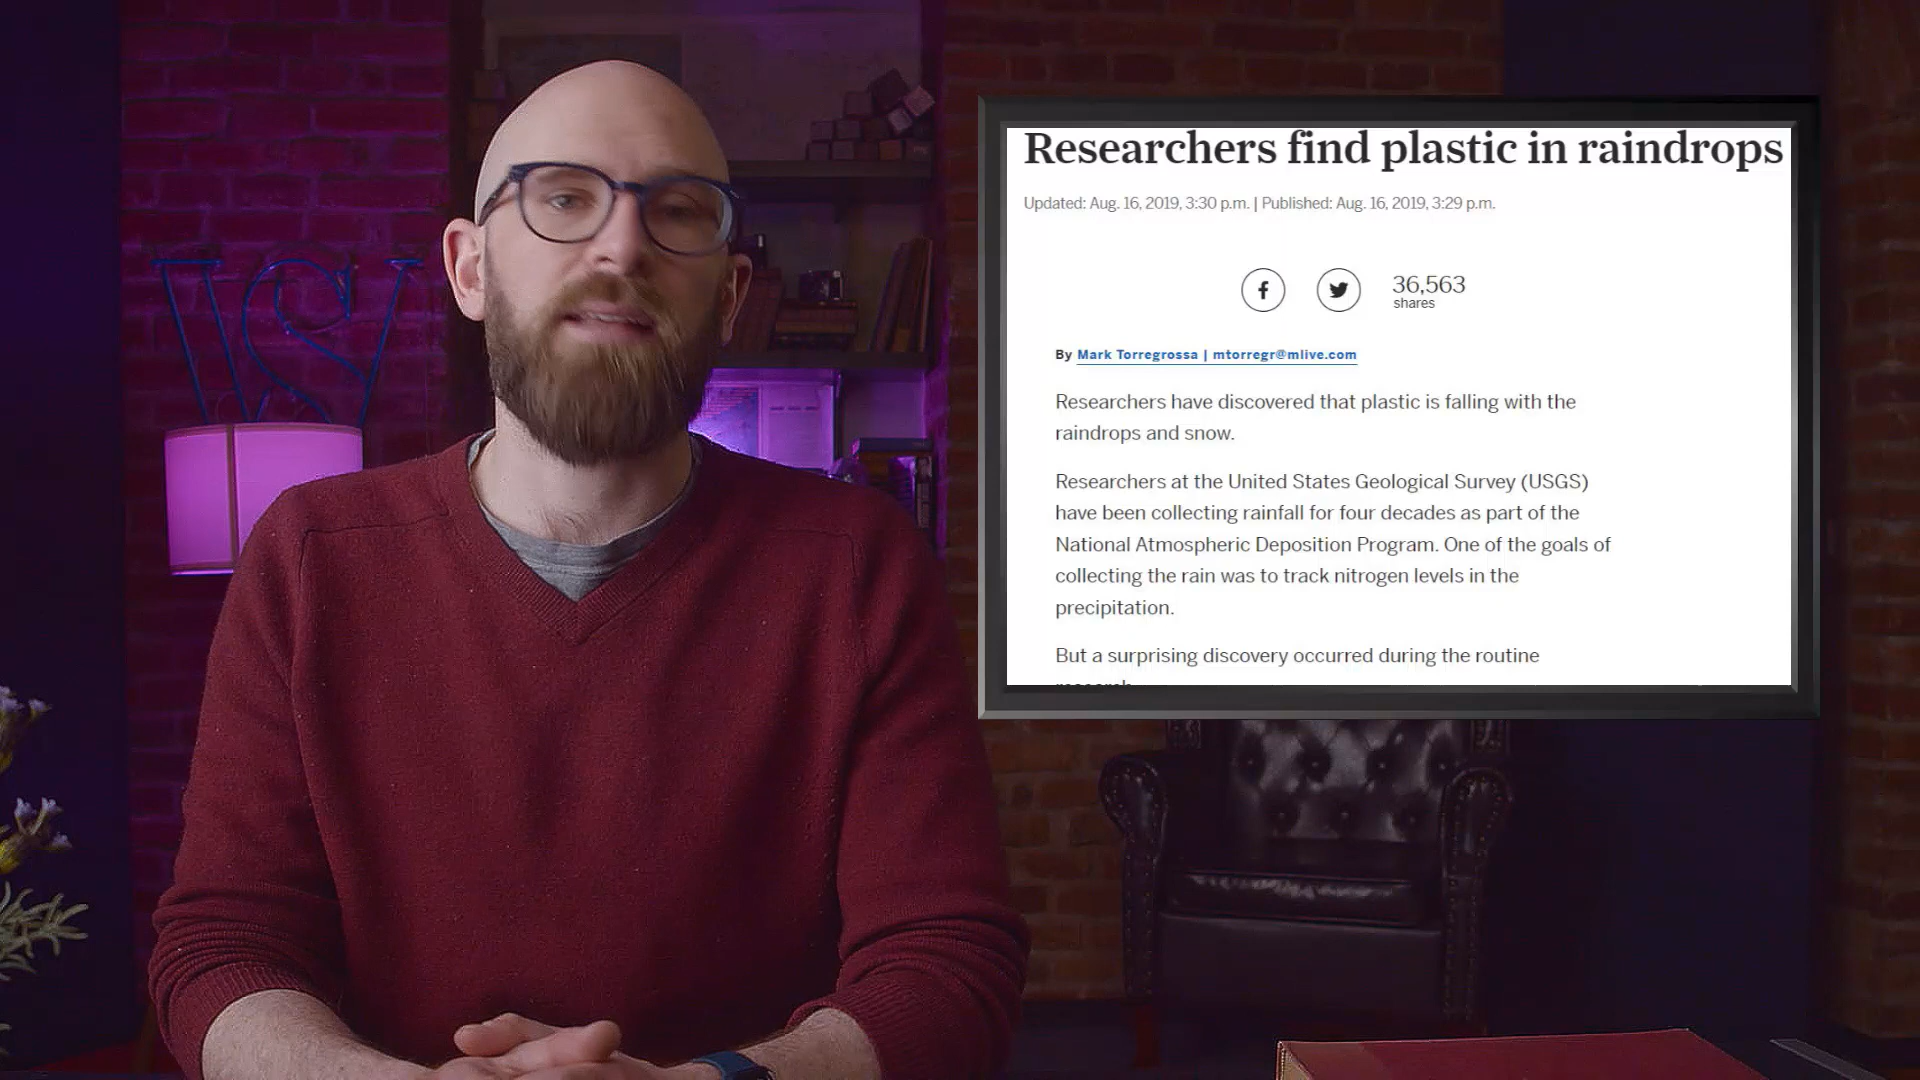 VS
Researchers find plastic in raindrops
Updated: Aug. 16, 2019, 3:30 p.m. | Published: Aug. 16, 2019, 3:29 p.m.
36,563
shares
By Mark Torregrossa | mtorregr@mlive.com
Researchers have discovered that plastic is falling with the
raindrops and snow.
Researchers at the United States Geological Survey (USGS)
have been collecting rainfall for four decades as part of the
National Atmospheric Deposition Program. One of the goals of
collecting the rain was to track nitrogen levels in the
precipitation.
But a surprising discovery occurred during the routine